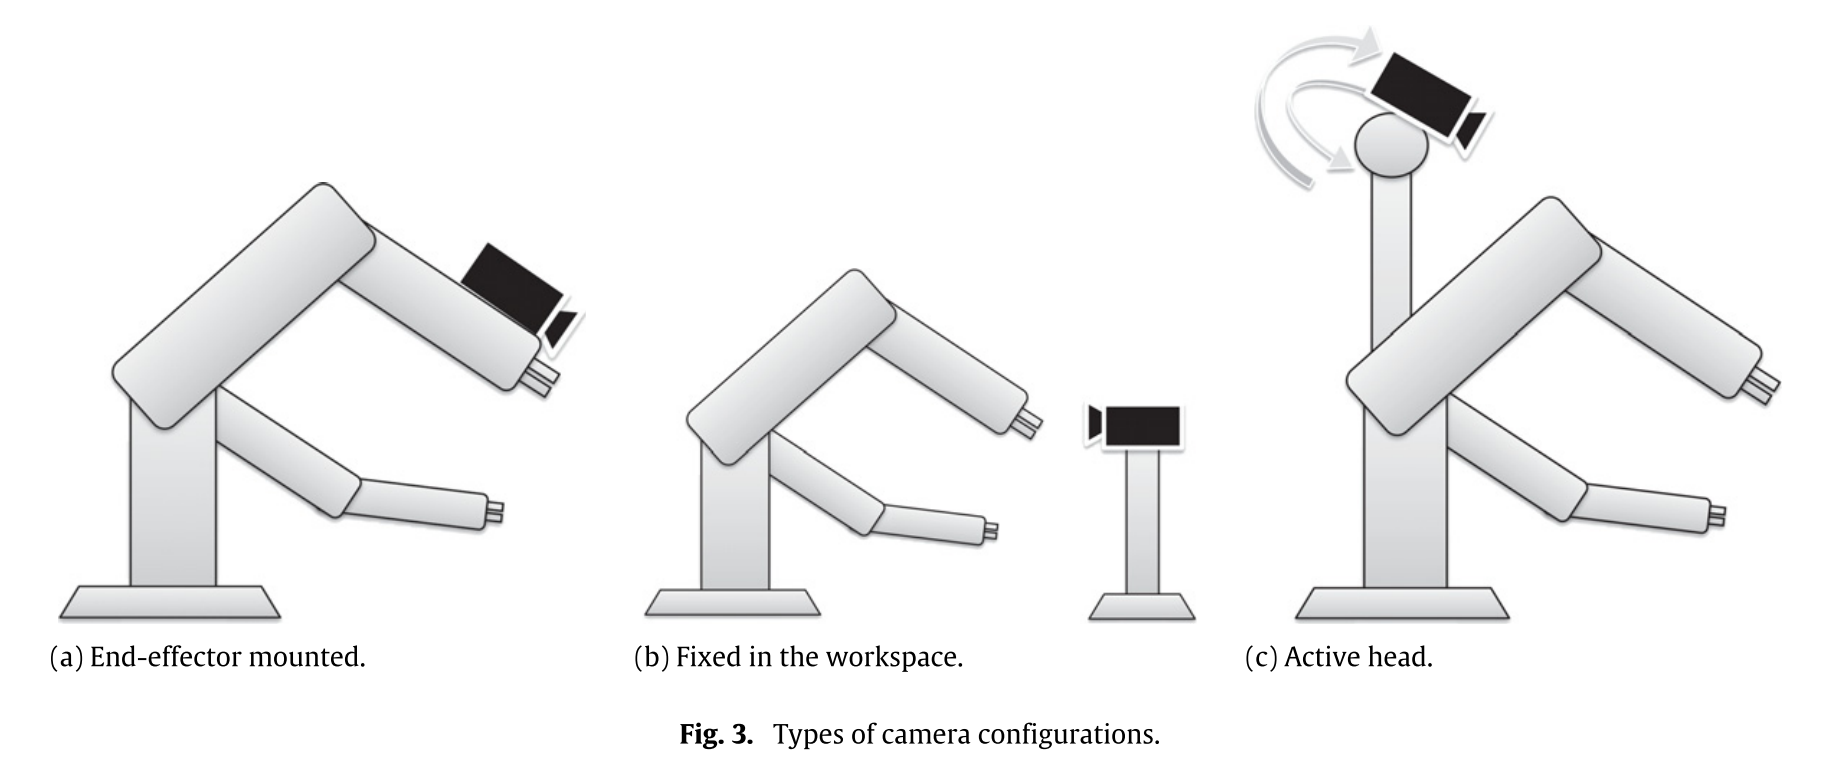 (a) End-effector mounted.
(b) Fixed in the workspace.
(c) Active head.
Fig. 3. Types of camera configurations.